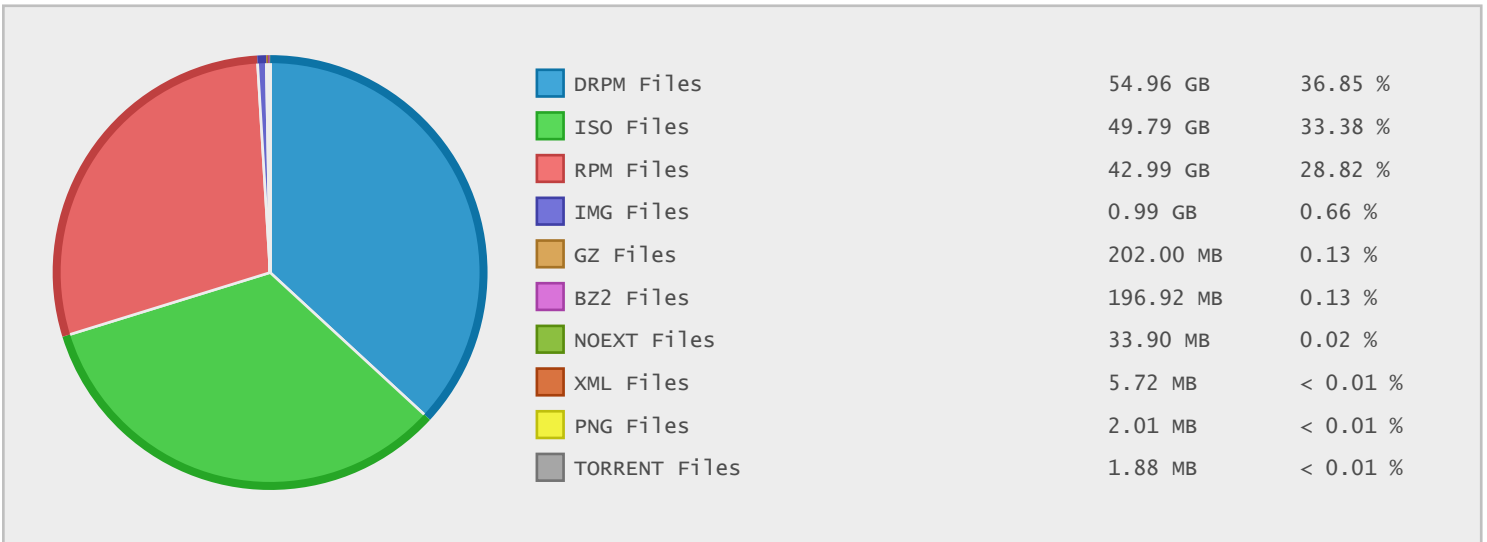 DRPM Files 54.96 GB 36.85 %
ISO Files 49.79 GB 33.38 %
RPM Files 42.99 GB 28.82 %
IMG Files 0.99 GB 0.66 %
GZ Files 202.00 MB 0.13 %
BZ2 Files 196.92 MB 0.13 %
NOEXT Files 33.90 MB 0.02 %
XML Files 5.72 MB < 0.01 %
PNG Files 2.01 MB < 0.01 %
TORRENT Files 1.88 MB < 0.01 %